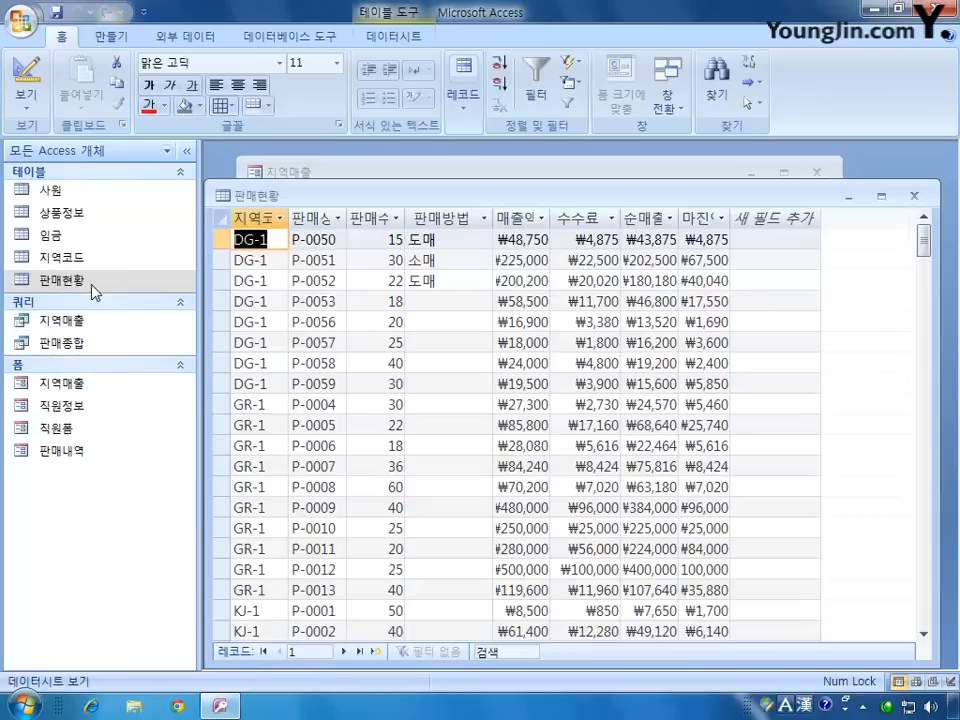 테이블 도구 Microsoft Access
YoungJin.com Y.
홈 만들기 외부 데이터 데이터베이스 도구 데이터시트
맑은 고딕 11
보기 붙여넣기 가 가 가 가 레코드 필터 폼 크기에 맞춤 창 전환 찾기
보기 클립보드 글꼴 서식 있는 텍스트 정렬 및 필터 창 찾기
모든 Access 개체
테이블
사원
상품정보
임금
지역코드
판매현황
쿼리
지역매출
판매종합
폼
지역매출
직원정보
직원폼
판매내역
지역매출
판매현황
지역코 판매상 판매수 판매방법 매출액 수수료 순매출 마진 새 필드 추가
DG-1 P-0050 15 도매 ₩48,750 ₩4,875 ₩43,875 ₩4,875
DG-1 P-0051 30 소매 ₩225,000 ₩22,500 ₩202,500 ₩67,500
DG-1 P-0052 22 도매 ₩200,200 ₩20,020 ₩180,180 ₩40,040
DG-1 P-0053 18 ₩58,500 ₩11,700 ₩46,800 ₩17,550
DG-1 P-0056 20 ₩16,900 ₩3,380 ₩13,520 ₩1,690
DG-1 P-0057 25 ₩18,000 ₩1,800 ₩16,200 ₩3,600
DG-1 P-0058 40 ₩24,000 ₩4,800 ₩19,200 ₩2,400
DG-1 P-0059 30 ₩19,500 ₩3,900 ₩15,600 ₩5,850
GR-1 P-0004 30 ₩27,300 ₩2,730 ₩24,570 ₩5,460
GR-1 P-0005 22 ₩85,800 ₩17,160 ₩68,640 ₩25,740
GR-1 P-0006 18 ₩28,080 ₩5,616 ₩22,464 ₩5,616
GR-1 P-0007 36 ₩84,240 ₩8,424 ₩75,816 ₩8,424
GR-1 P-0008 60 ₩70,200 ₩7,020 ₩63,180 ₩7,020
GR-1 P-0009 40 ₩480,000 ₩96,000 ₩384,000 ₩96,000
GR-1 P-0010 25 ₩250,000 ₩25,000 ₩225,000 ₩25,000
GR-1 P-0011 20 ₩280,000 ₩56,000 ₩224,000 ₩84,000
GR-1 P-0012 25 ₩500,000 ₩100,000 ₩400,000 100,000
GR-1 P-0013 40 ₩119,600 ₩11,960 ₩107,640 ₩35,880
KJ-1 P-0001 50 ₩8,500 ₩850 ₩7,650 ₩1,700
KJ-1 P-0002 40 ₩61,400 ₩12,280 ₩49,120 ₩6,140
레코드: 1 필터 없음 검색
데이터시트 보기 Num Lock
A 漢